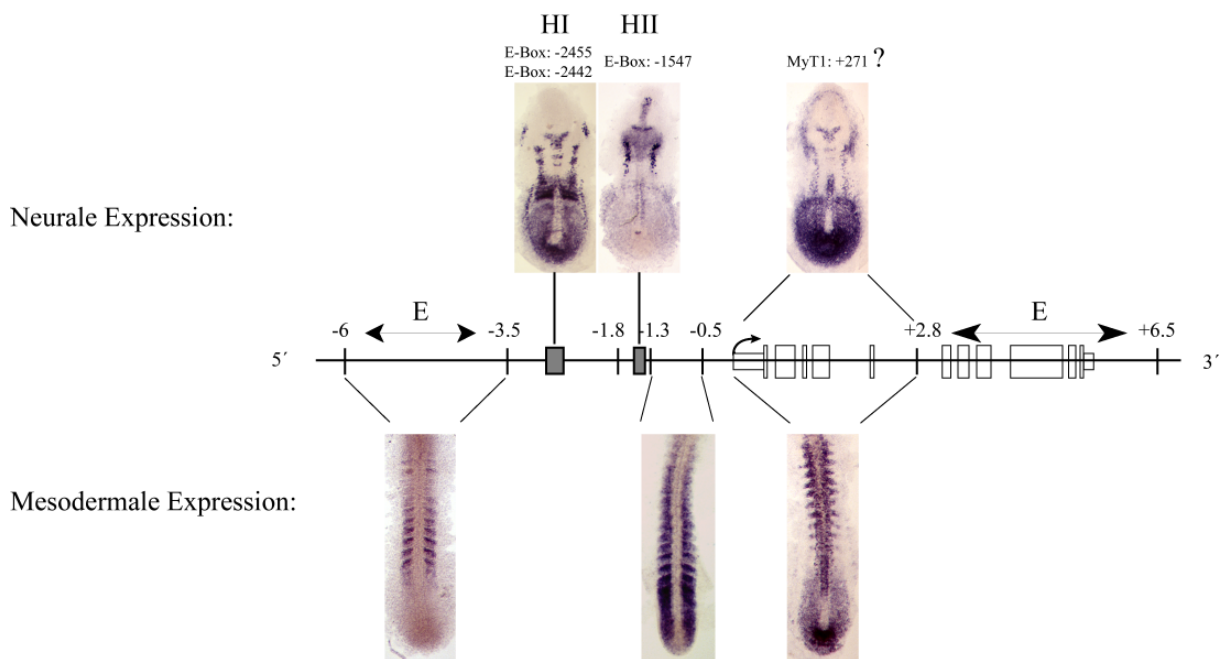 HI HII
E-Box: -2455
E-Box: -2442
E-Box: -1547
MyT1: +271 ?
Neurale Expression:
E E
-6 -3.5 -1.8 -1.3 -0.5 +2.8 +6.5
5´ 3´
Mesodermale Expression: